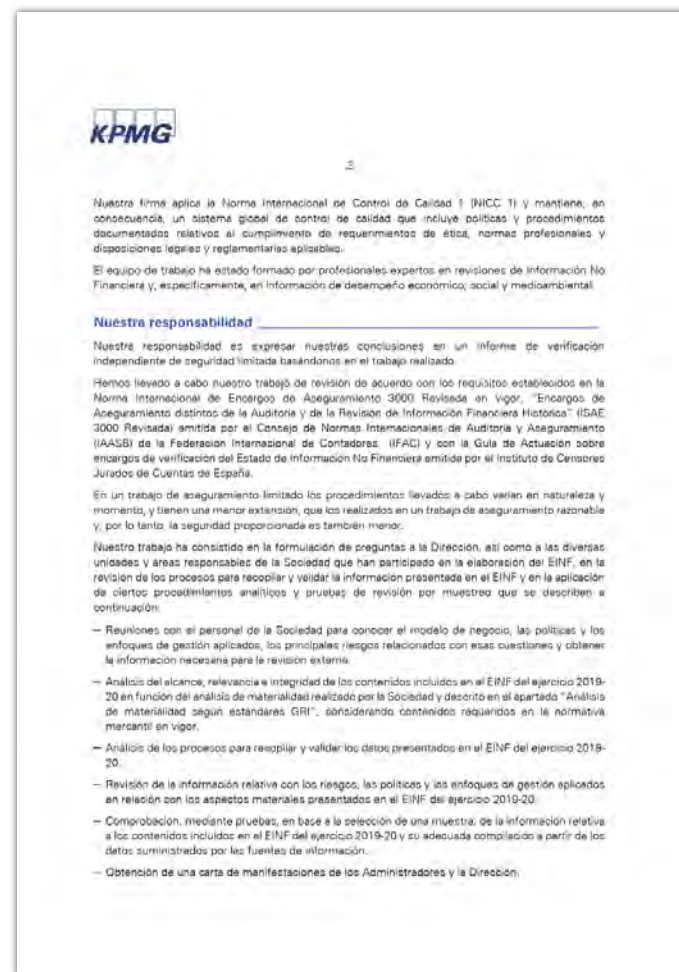 KPMG
2
Nuestra firma aplica la Norma Internacional de Control de Calidad 1 (NICC 1) y mantiene, en
consecuencia, un sistema global de control de calidad que incluye políticas y procedimientos
documentados relativos al cumplimiento de requerimientos de ética, normas profesionales y
disposiciones legales y reglamentarias aplicables.
El equipo de trabajo ha estado formado por profesionales expertos en revisiones de Información No
Financiera y, específicamente, en información de desempeño económico, social y medioambiental.
Nuestra responsabilidad
Nuestra responsabilidad es expresar nuestras conclusiones en un informe de verificación
independiente de seguridad limitada basándonos en el trabajo realizado.
Hemos llevado a cabo nuestro trabajo de revisión de acuerdo con los requisitos establecidos en la
Norma Internacional de Encargos de Aseguramiento 3000 Revisada en vigor, "Encargos de
Aseguramiento distintos de la Auditoría y de la Revisión de Información Financiera Histórica" (ISAE
3000 Revisada) emitida por el Consejo de Normas Internacionales de Auditoría y Aseguramiento
(IAASB) de la Federación Internacional de Contadores (IFAC) y con la Guía de Actuación sobre
encargos de verificación del Estado de Información No Financiera emitida por el Instituto de Censores
Jurados de Cuentas de España.
En un trabajo de aseguramiento limitado los procedimientos llevados a cabo varían en naturaleza y
momento, y tienen una menor extensión, que los realizados en un trabajo de aseguramiento razonable
y, por lo tanto, la seguridad proporcionada es también menor.
Nuestro trabajo ha consistido en la formulación de preguntas a la Dirección, así como a las diversas
unidades y áreas responsables de la Sociedad que han participado en la elaboración del EINF, en la
revisión de los procesos para recopilar y validar la información presentada en el EINF y en la aplicación
de ciertos procedimientos analíticos y pruebas de revisión por muestreo que se describen a
continuación:
— Reuniones con el personal de la Sociedad para conocer el modelo de negocio, las políticas y los
enfoques de gestión aplicados, los principales riesgos relacionados con esas cuestiones y obtener
la información necesaria para la revisión externa.
— Análisis del alcance, relevancia e integridad de los contenidos incluidos en el EINF del ejercicio 2019-
20 en función del análisis de materialidad realizado por la Sociedad y descrito en el apartado "Análisis
de materialidad según estándares GRI", considerando contenidos requeridos en la normativa
mercantil en vigor.
— Análisis de los procesos para recopilar y validar los datos presentados en el EINF del ejercicio 2019-
20.
— Revisión de la información relativa con los riesgos, las políticas y los enfoques de gestión aplicados
en relación con los aspectos materiales presentados en el EINF del ejercicio 2019-20.
— Comprobación, mediante pruebas, en base a la selección de una muestra, de la información relativa
a los contenidos incluidos en el EINF del ejercicio 2019-20 y su adecuada compilación a partir de los
datos suministrados por las fuentes de información.
— Obtención de una carta de manifestaciones de los Administradores y la Dirección.